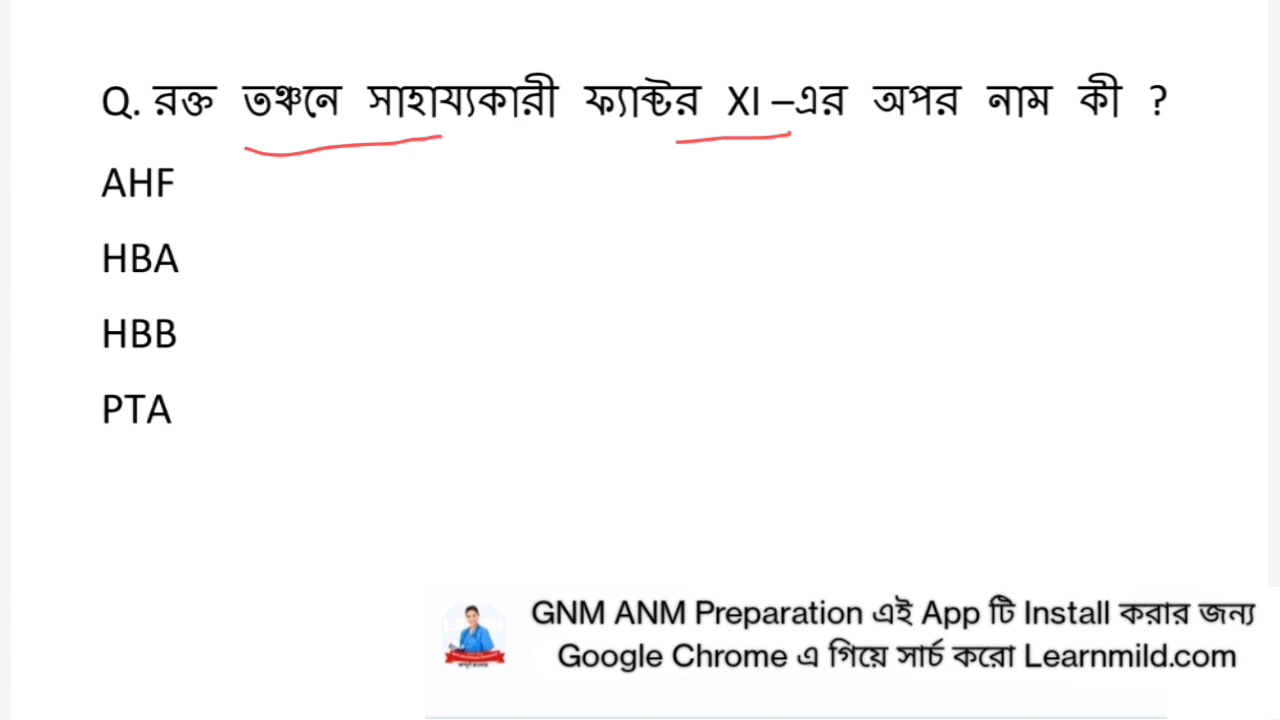 Q. রক্ত তঞ্চনে সাহায্যকারী ফ্যাক্টর XI –এর অপর নাম কী ?
AHF
HBA
HBB
PTA
GNM ANM Preparation এই App টি Install করার জন্য
Google Chrome এ গিয়ে সার্চ করো Learnmild.com